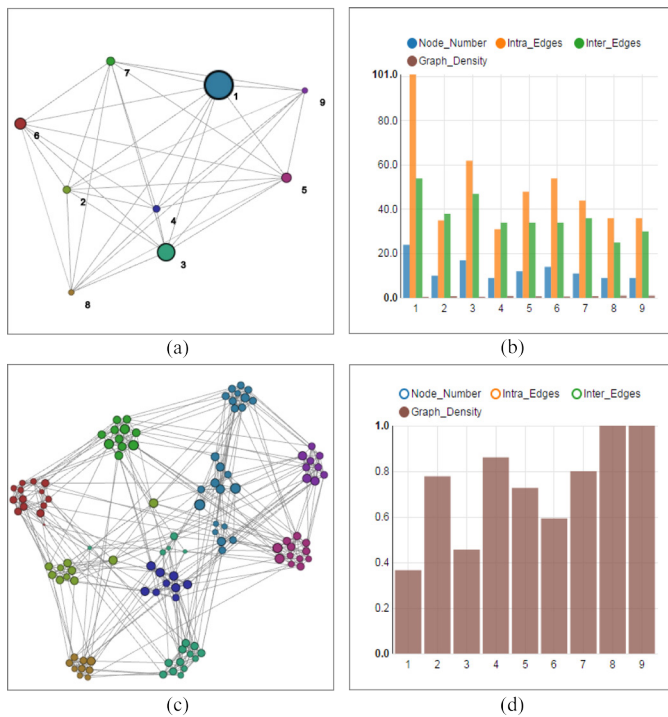 7
1
9
6
5
2
4
3
8
(a)
Node_Number Intra_Edges Inter_Edges
Graph_Density
101.0
80.0
60.0
40.0
20.0
0.0
1 2 3 4 5 6 7 8 9
(b)
(c)
Node_Number Intra_Edges Inter_Edges
Graph_Density
1.0
0.8
0.6
0.4
0.2
0.0
1 2 3 4 5 6 7 8 9
(d)